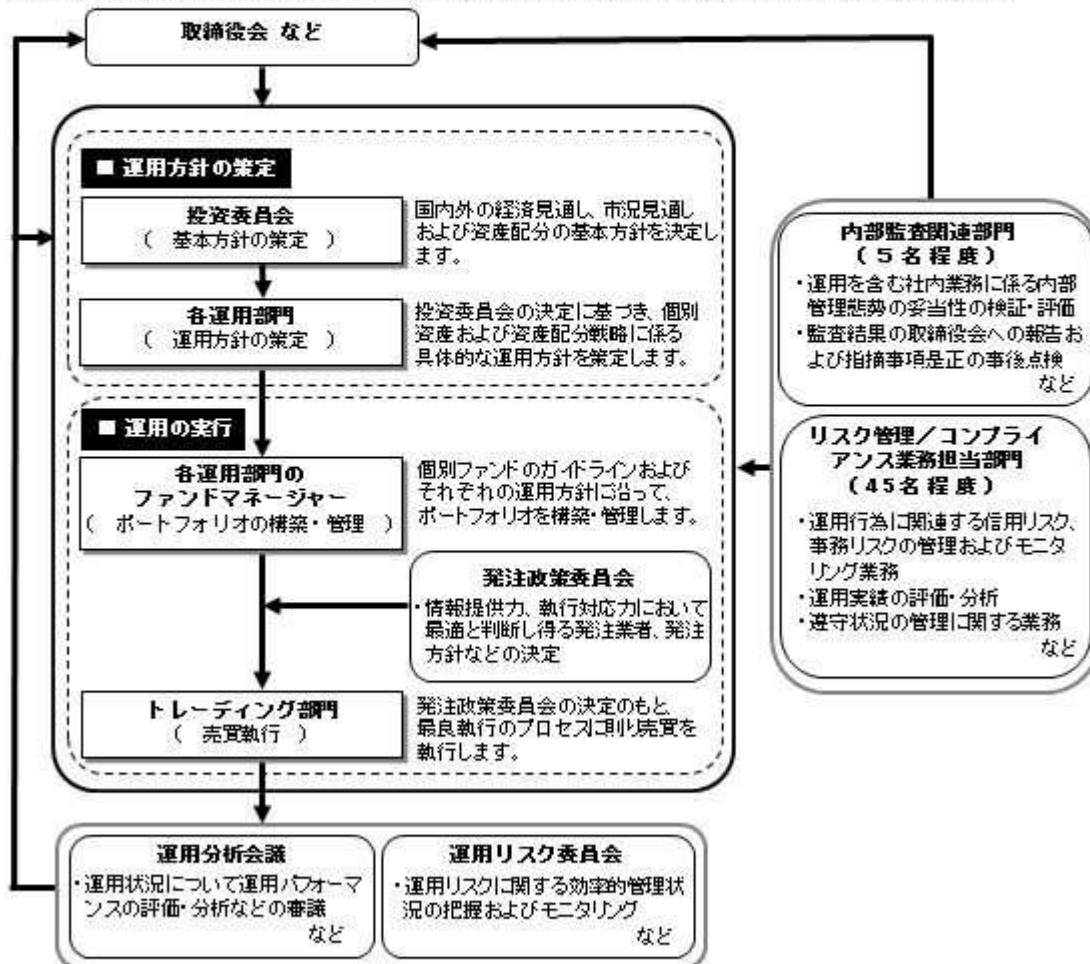 取締役会 など
■ 運用方針の策定
投資委員会
( 基本方針の策定 )
国内外の経済見通し、市況見通し
および資産配分の基本方針を決定し
ます。
各運用部門
( 運用方針の策定 )
投資委員会の決定に基づき、個別
資産および資産配分戦略に係る
具体的な運用方針を策定します。
■ 運用の実行
各運用部門の
ファンドマネージャー
( ポートフォリオの構築・管理 )
個別ファンドのガイドラインおよび
それぞれの運用方針に沿って、
ポートフォリオを構築・管理します。
発注政策委員会
・情報提供力、執行対応力において
最適と判断し得る発注業者、発注
方針などの決定
トレーディング部門
( 売買執行 )
発注政策委員会の決定のもと
最良執行のプロセスに則り売買を
執行します。
運用分析会議
・運用状況について運用パフォーマ
ンスの評価・分析などの審議
など
運用リスク委員会
・運用リスクに関する効率的管理状
況の把握およびモニタリング
など
内部監査関連部門
(5名程度)
・運用を含む社内業務に係る内部
管理態勢の妥当性の検証・評価
・監査結果の取締役会への報告お
よび指摘事項是正の事後点検
など
リスク管理/コンプライ
アンス業務担当部門
(45名程度)
・運用行為に関連する信用リスク、
事務リスクの管理およびモニタ
リング業務
・運用実績の評価・分析
・遵守状況の管理に関する業務
など